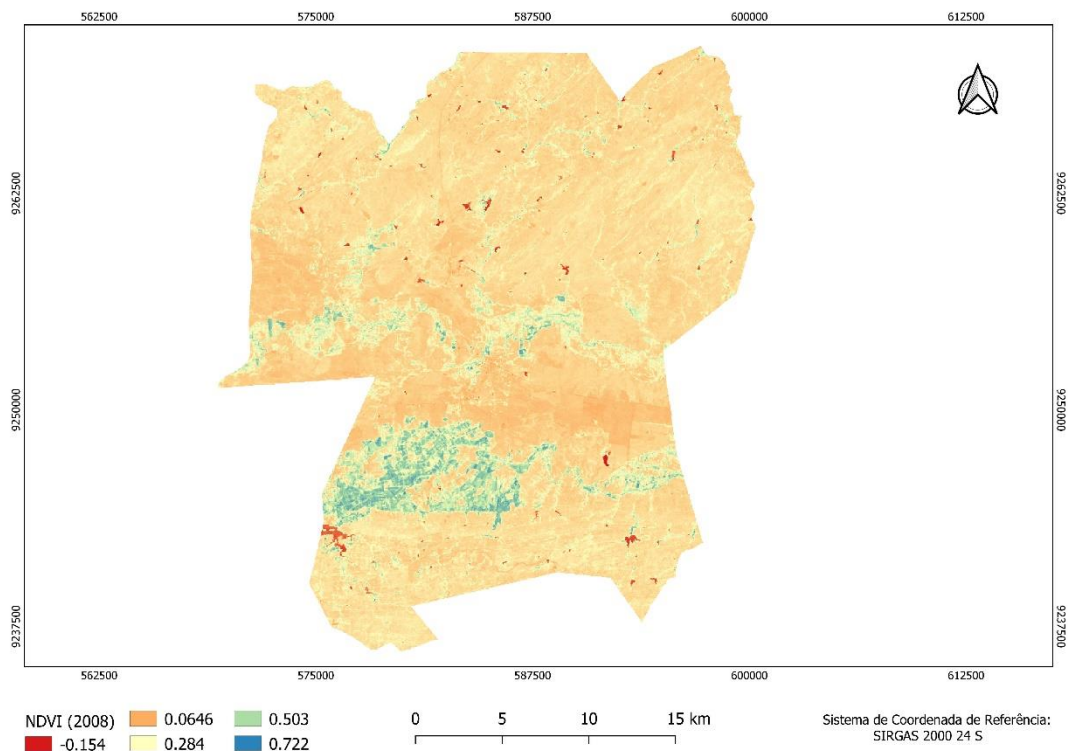 562500 575000 587500 600000 612500
9262500 9262500
9250000 9250000
9237500 9237500
562500 575000 587500 600000 612500
NDVI (2008) 0.0646 0.503
-0.154 0.284 0.722
0 5 10 15 km
Sistema de Coordenada de Referência:
SIRGAS 2000 24 S